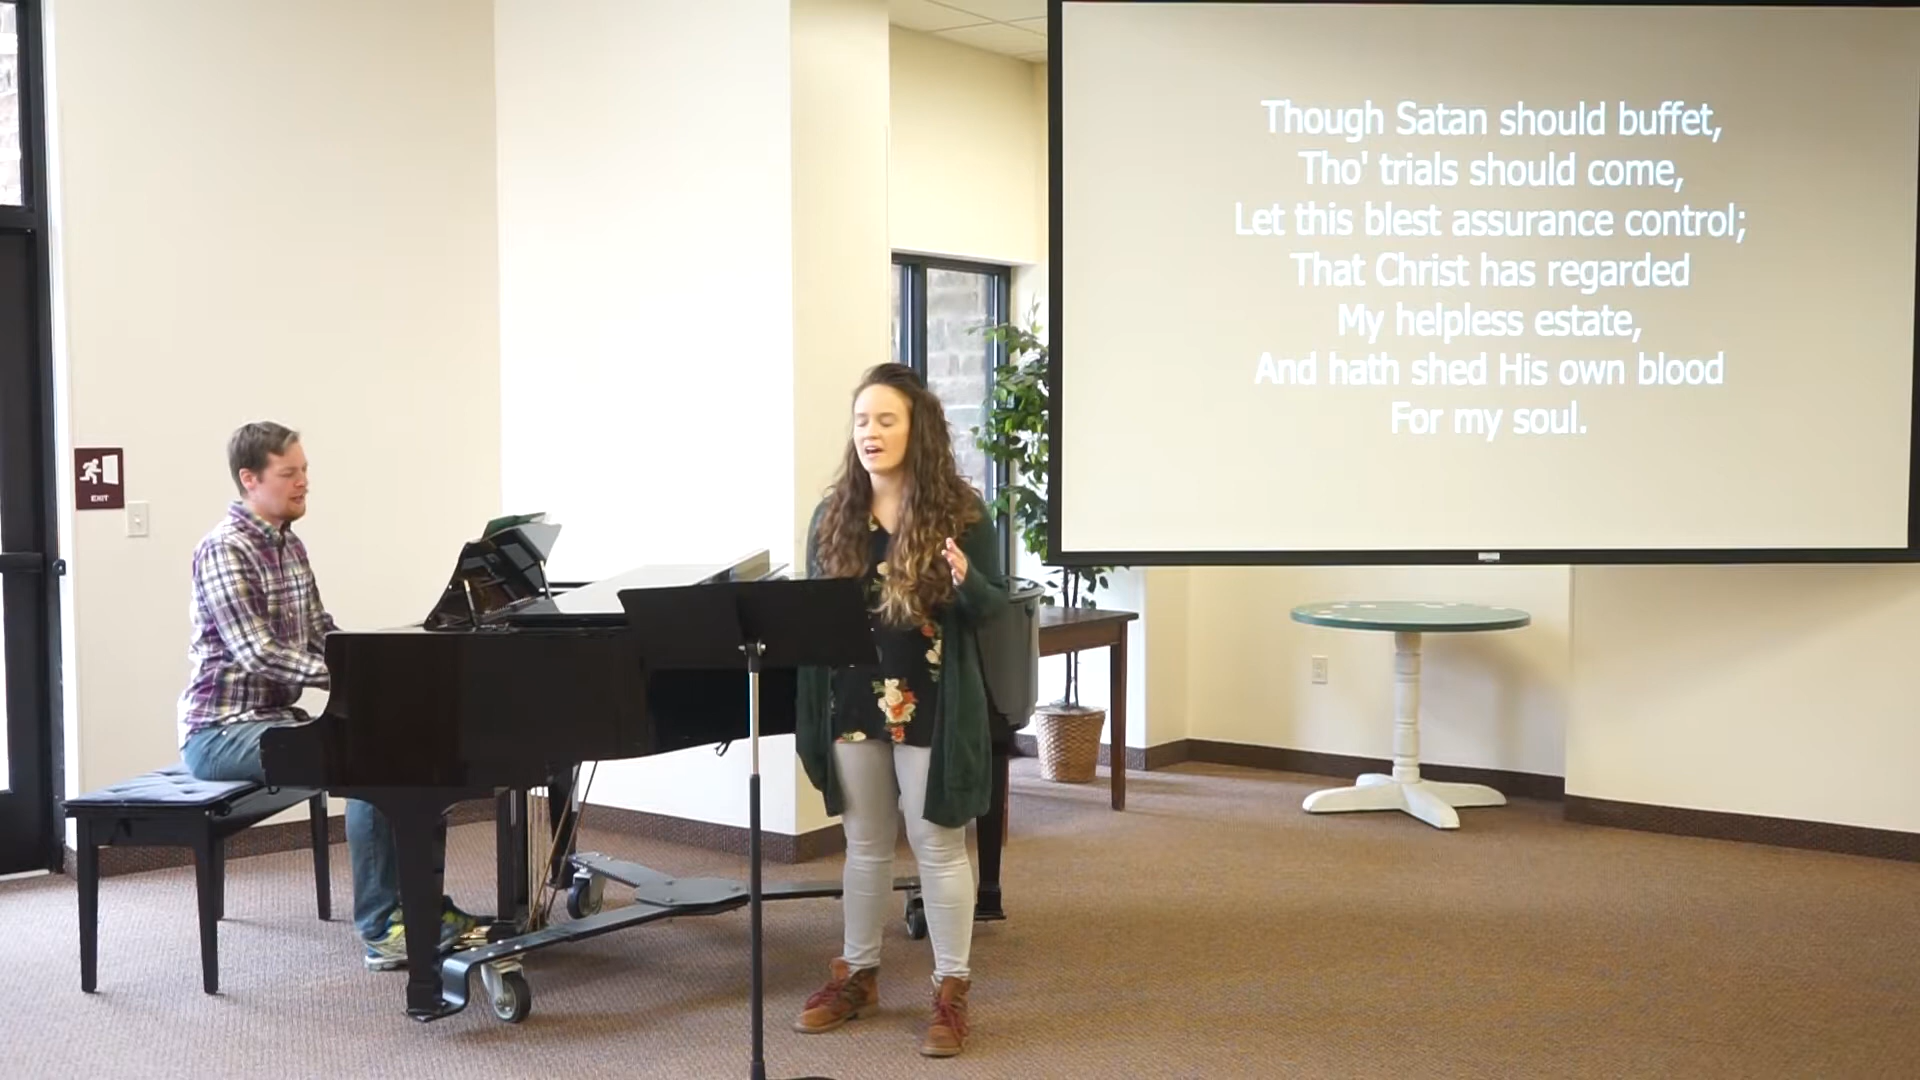 Though Satan should buffet,
Tho' trials should come,
Let this blest assurance control;
That Christ has regarded
My helpless estate,
And hath shed His own blood
For my soul.
EXIT